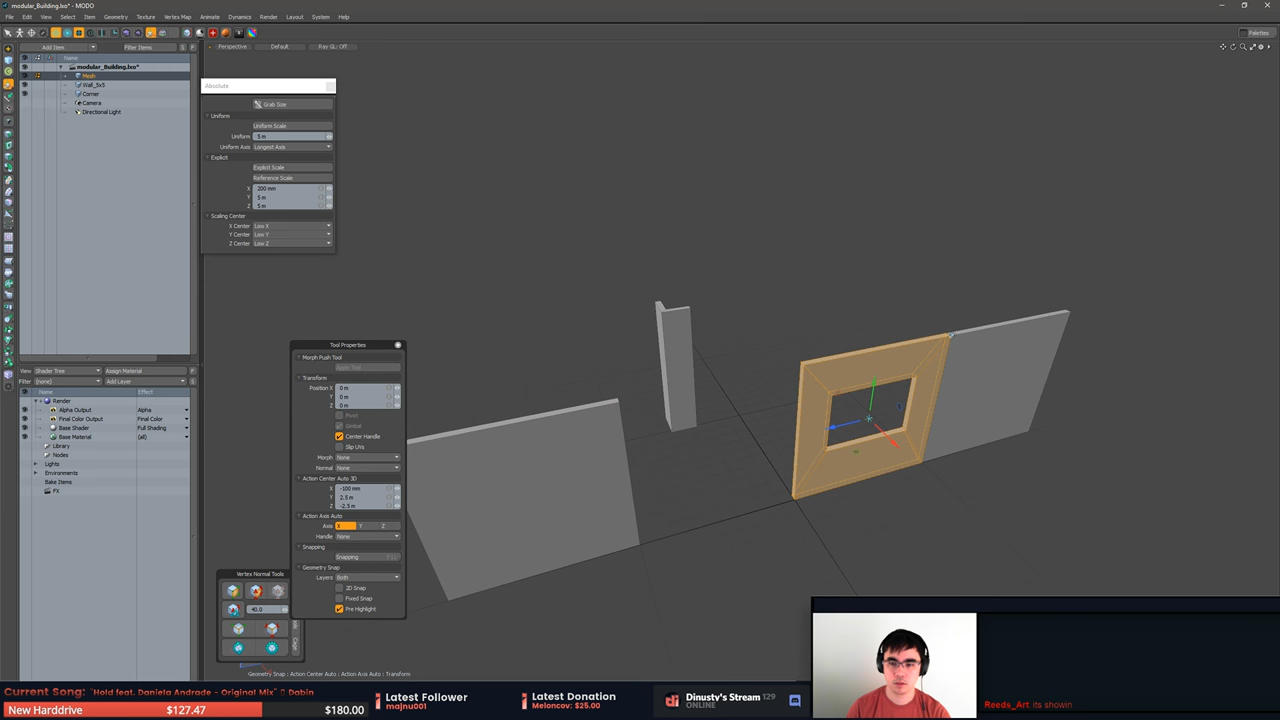 modular_Building.lxo* - MODO
File Edit View Select Item Geometry Texture Vertex Map Animate Dynamics Render Layout System Help
Palettes
Add Item Filter Items S F
Perspective Default Ray GL: Off
Name
modular_Building.lxo*
Mesh
Wall_5x5
Corner
Camera
Directional Light
Absolute
Grab Size
Uniform
Uniform Scale
Uniform 5 m
Uniform Axis Longest Axis
Explicit
Explicit Scale
Reference Scale
X 200 mm
Y 5 m
Z 5 m
Scaling Center
X Center Low X
Y Center Low Y
Z Center Low Z
Tool Properties
Morph Push Tool
Apply Tool
Transform
Position X 0 m
Y 0 m
Z 0 m
Pivot
Global
Center Handle
Slip UVs
Morph None
Normal None
Action Center Auto 3D
X -100 mm
Y 2.5 m
Z -2.5 m
Action Axis Auto
Axis X Y Z
Handle None
Snapping
Snapping F11
Geometry Snap
Layers Both
2D Snap
Fixed Snap
Pre Highlight
View Shader Tree Assign Material
Filter (none) Add Layer S F
Name Effect
Render
Alpha Output Alpha
Final Color Output Final Color
Base Shader Full Shading
Base Material (all)
Library
Nodes
Lights
Environments
Bake Items
FX
Vertex Normal Tools
40.0
Cage
Geometry Snap : Action Center Auto : Action Axis Auto : Transform
Current Song: "Hold feat. Daniela Andrade - Original Mix" Dabin
New Harddrive $127.47 $180.00
Latest Follower
majnu001
Latest Donation
Meloncov: $25.00
Dinusty's Stream 129
ONLINE
Reeds_Art its showin